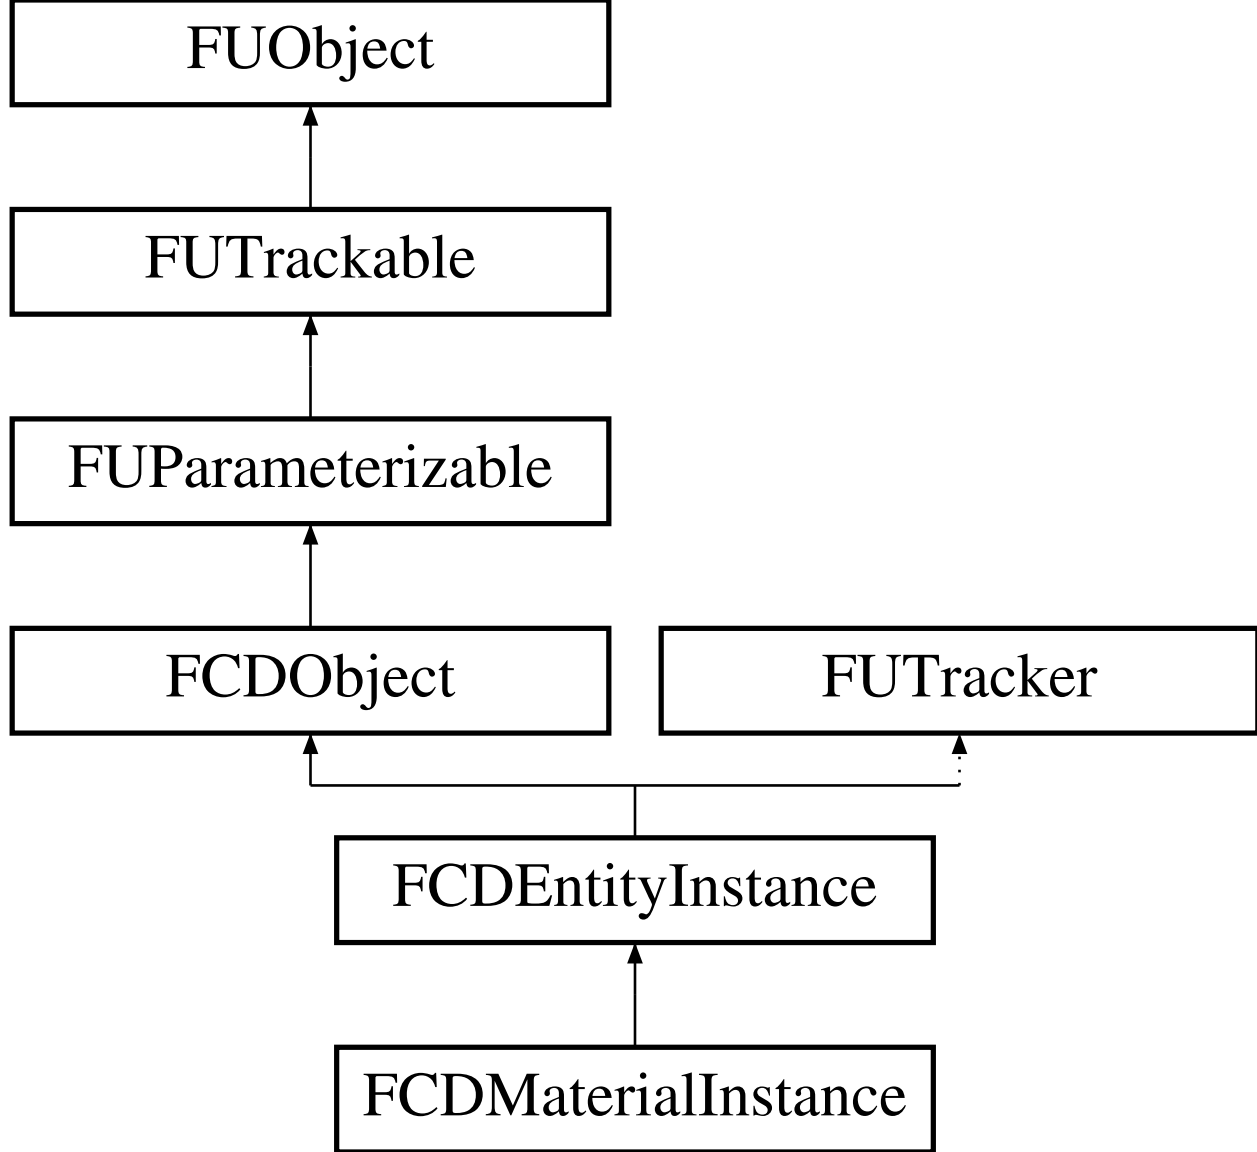 FUObject
FUTrackable
FUParameterizable
FCDObject
FUTracker
FCDEntityInstance
FCDMaterialInstance